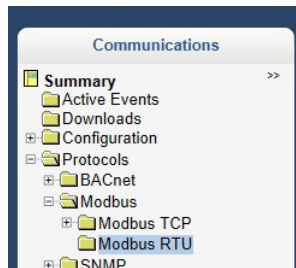 Communications
Summary >>
Active Events
Downloads
Configuration
Protocols
BACnet
Modbus
Modbus TCP
Modbus RTU
SNMP